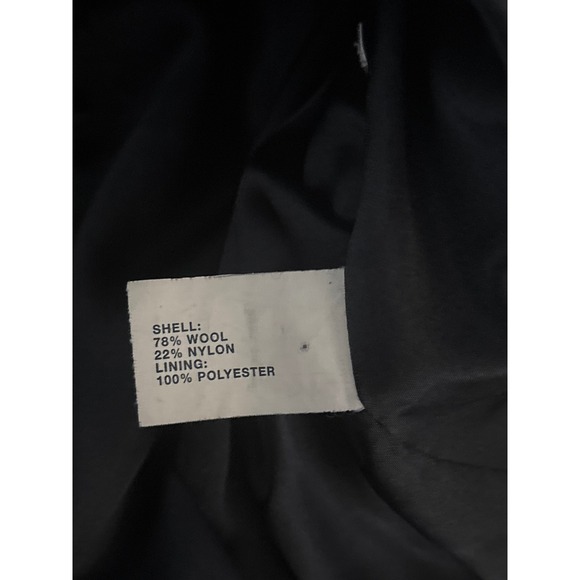 SHELL:
78% WOOL
22% NYLON
LINING:
100% POLYESTER